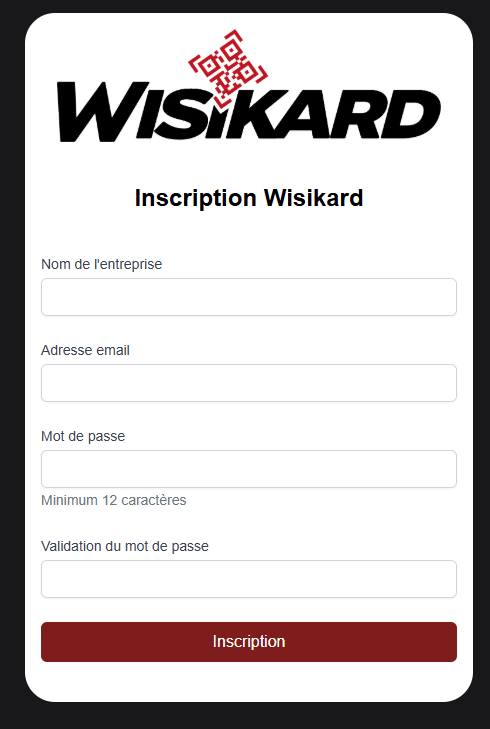 WISIKARD
Inscription Wisikard
Nom de l'entreprise
Adresse email
Mot de passe
Minimum 12 caractères
Validation du mot de passe
Inscription